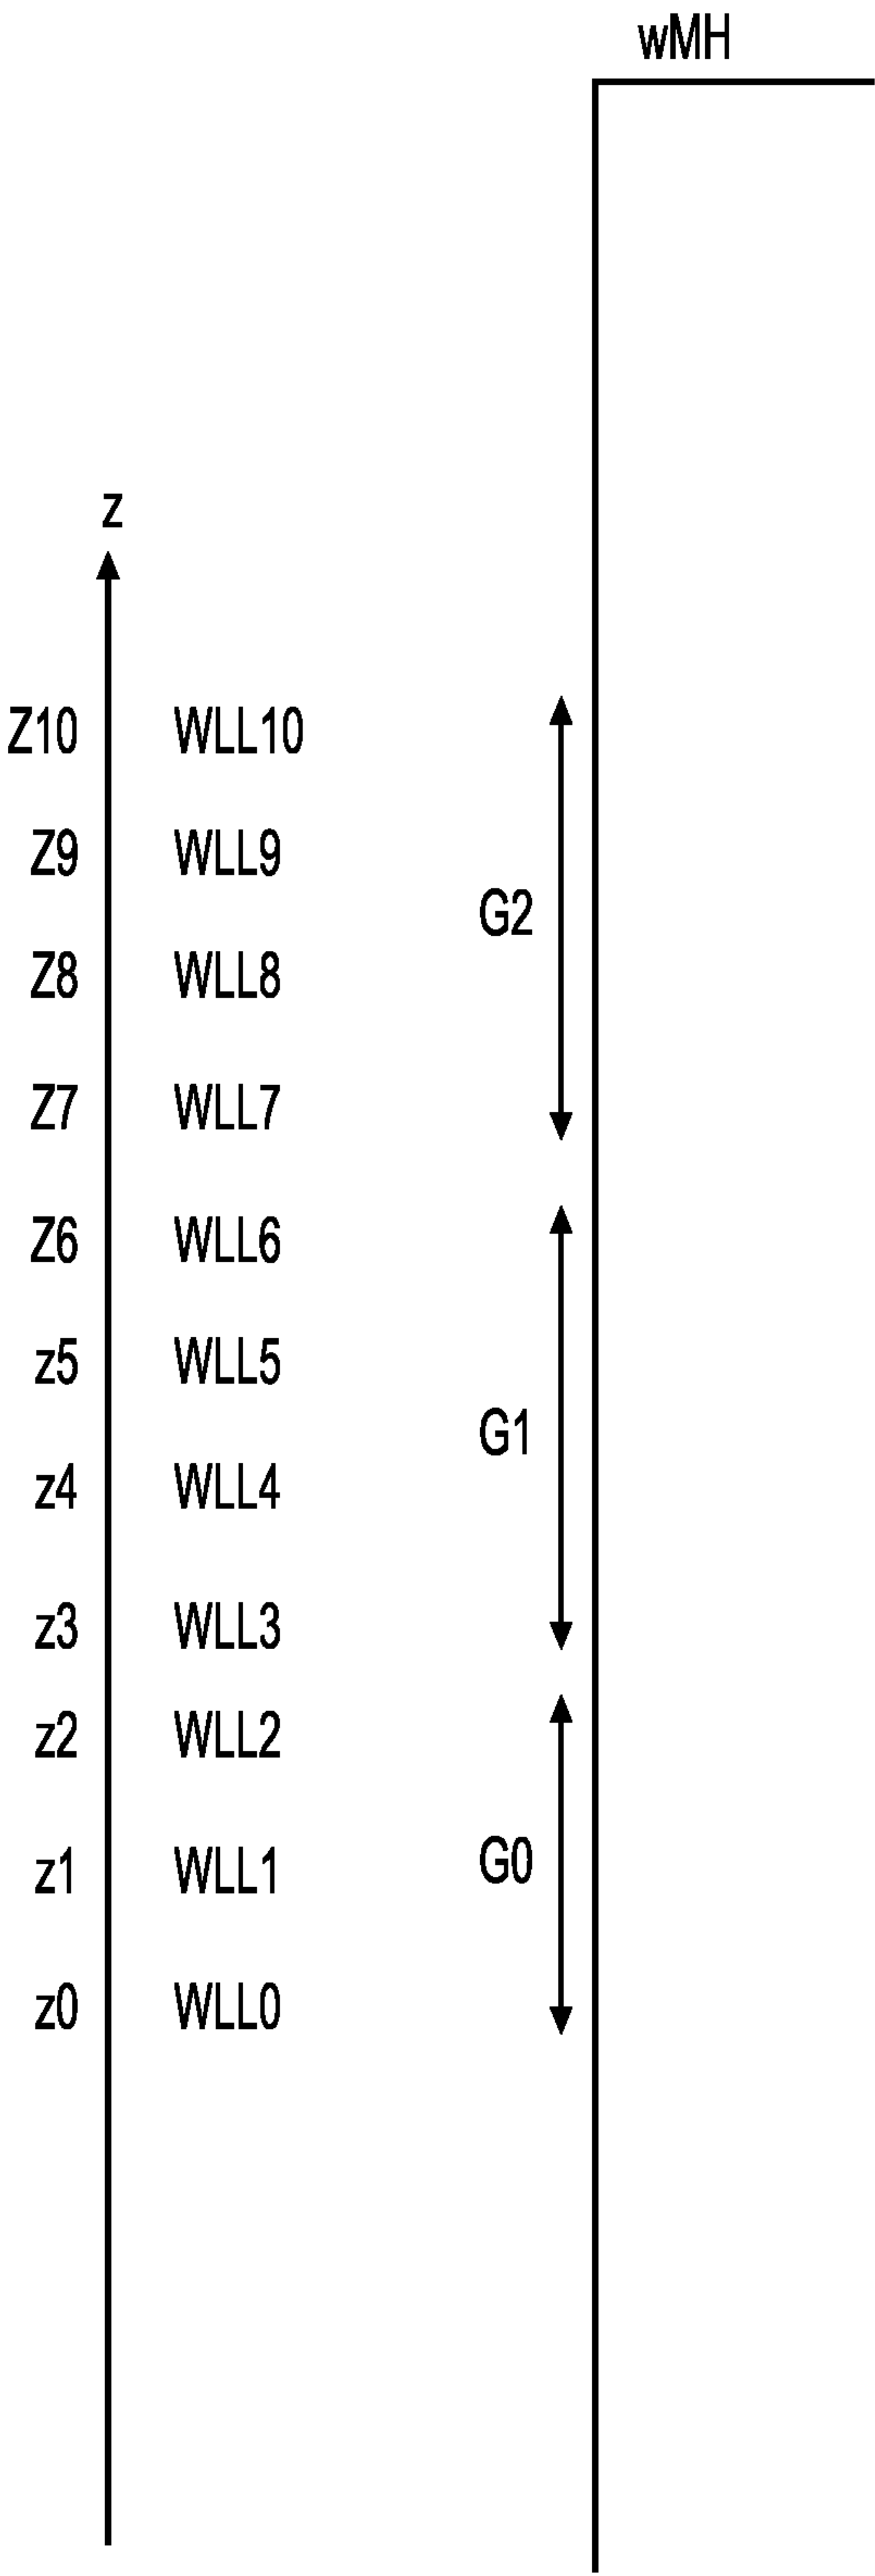 wMH
z
Z10 WLL10
Z9 WLL9
G2
Z8 WLL8
Z7 WLL7
Z6 WLL6
z5 WLL5
G1
z4 WLL4
z3 WLL3
z2 WLL2
G0
z1 WLL1
z0 WLL0